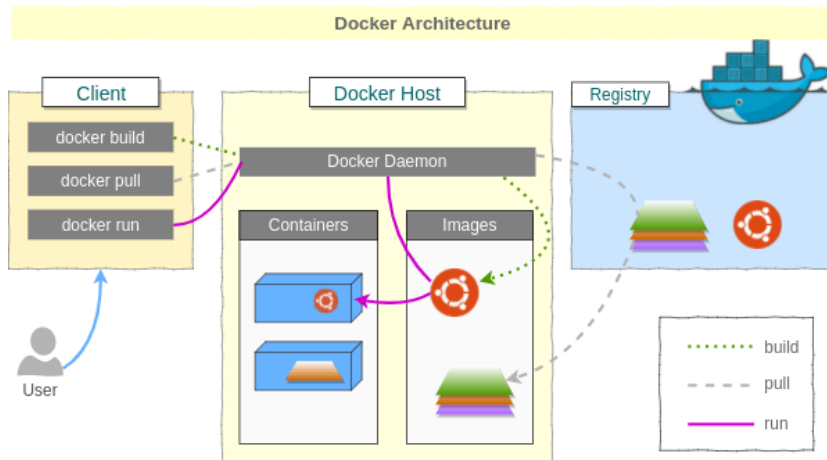 Docker Architecture
Client
docker build
docker pull
docker run
User
Docker Host
Docker Daemon
Containers
Images
Registry
build
pull
run